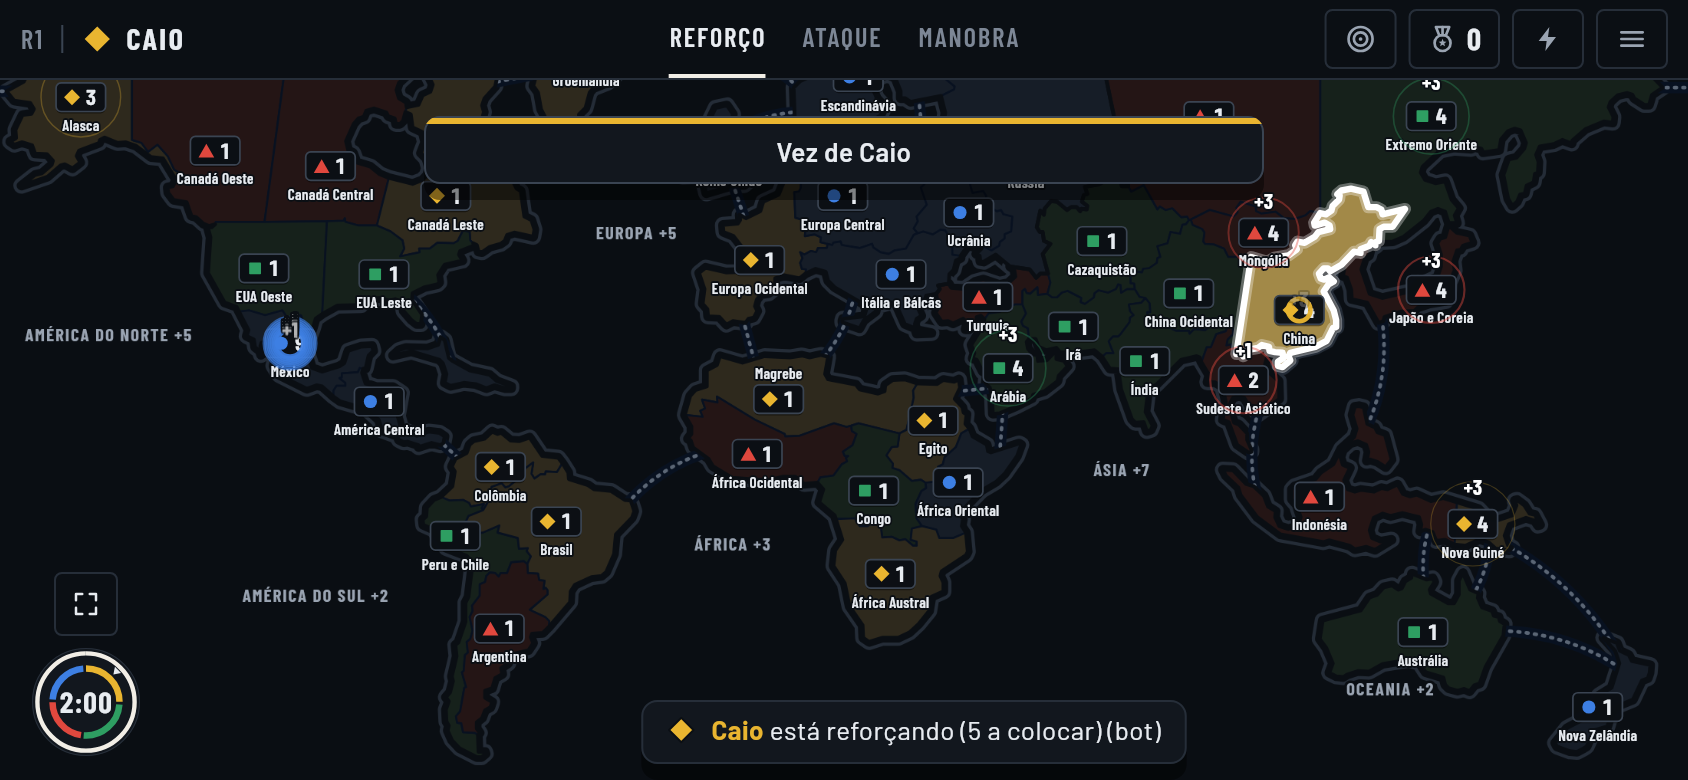 R1 CAIO REFORÇO ATAQUE MANOBRA 0
Groenlândia
Escandinávia
3
Alasca
+3
4
Extremo Oriente
1
Vez de Caio
1
Canadá Oeste
1
Canadá Central
1
Canadá Leste
Rússia
1
Europa Central
1
Ucrânia
EUROPA +5
+3
4
Mongólia
1
Cazaquistão
1
Europa Ocidental
1
Itália e Bálcãs
1
EUA Oeste
1
EUA Leste
+3
4
Japão e Coreia
1
China Ocidental
China
1
Turquia
1
Irã
AMÉRICA DO NORTE +5
+1
México
+3
4
Arábia
1
Índia
+1
2
Sudeste Asiático
Magrebe
1
1
América Central
1
Egito
1
África Ocidental
1
Colômbia
ÁSIA +7
1
Congo
1
África Oriental
1
Indonésia
+3
4
Nova Guiné
1
Brasil
1
Peru e Chile
ÁFRICA +3
1
África Austral
AMÉRICA DO SUL +2
1
Argentina
1
Austrália
OCEANIA +2
1
Nova Zelândia
2:00
Caio está reforçando (5 a colocar) (bot)